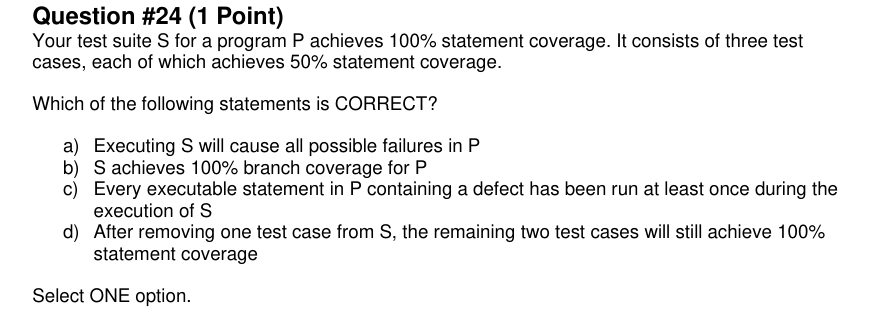 Question #24 (1 Point)
Your test suite S for a program P achieves 100% statement coverage. It consists of three test
cases, each of which achieves 50% statement coverage.
Which of the following statements is CORRECT?
a) Executing S will cause all possible failures in P
b) S achieves 100% branch coverage for P
c) Every executable statement in P containing a defect has been run at least once during the
execution of S
d) After removing one test case from S, the remaining two test cases will still achieve 100%
statement coverage
Select ONE option.